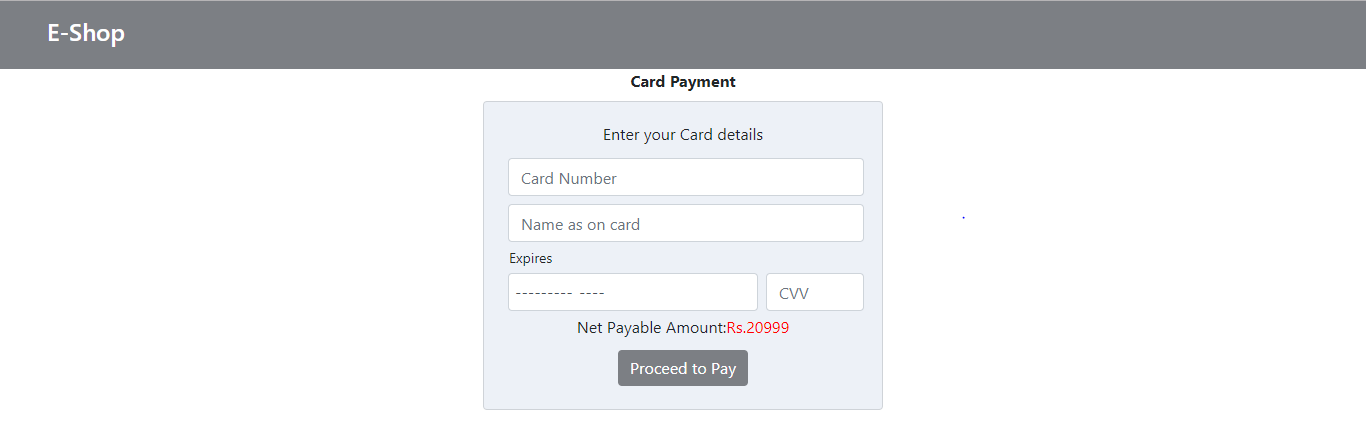 E-Shop
Card Payment
Enter your Card details
Card Number
Name as on card
Expires
--------- ----
CVV
Net Payable Amount:Rs.20999
Proceed to Pay